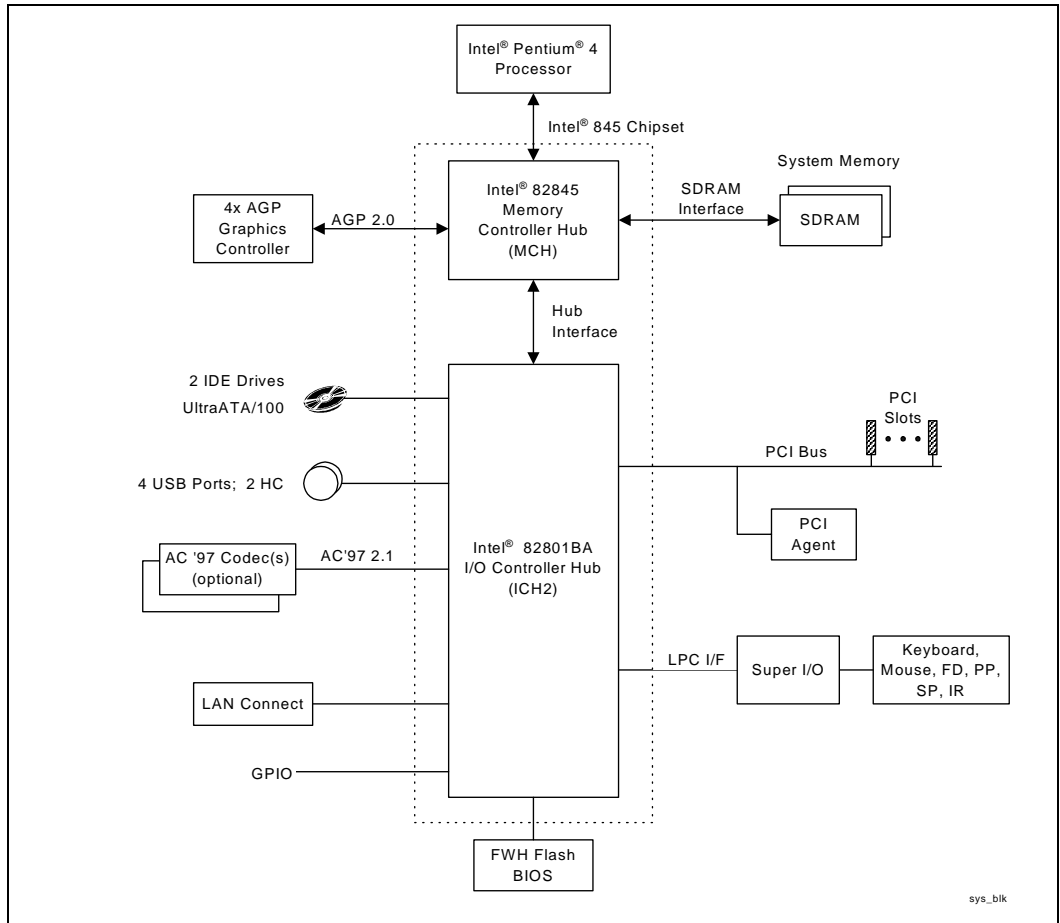 Intel® Pentium® 4
Processor
Intel® 845 Chipset
System Memory
4x AGP
Graphics
Controller
AGP 2.0
Intel® 82845
Memory
Controller Hub
(MCH)
SDRAM
Interface
SDRAM
Hub
Interface
2 IDE Drives
UltraATA/100
PCI
Slots
PCI Bus
4 USB Ports; 2 HC
PCI
Agent
AC '97 Codec(s)
(optional)
AC'97 2.1
Intel® 82801BA
I/O Controller Hub
(ICH2)
LPC I/F
Super I/O
Keyboard,
Mouse, FD, PP,
SP, IR
LAN Connect
GPIO
FWH Flash
BIOS
sys_blk